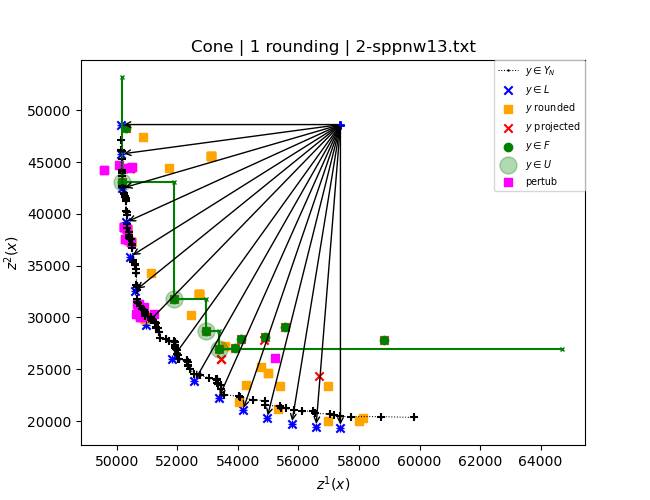 Cone | 1 rounding | 2-sppnw13.txt
y ∈ Y_N
y ∈ L
y rounded
y projected
y ∈ F
y ∈ U
pertub
50000
45000
40000
35000
30000
25000
20000
z²(x)
50000 52000 54000 56000 58000 60000 62000 64000
z¹(x)